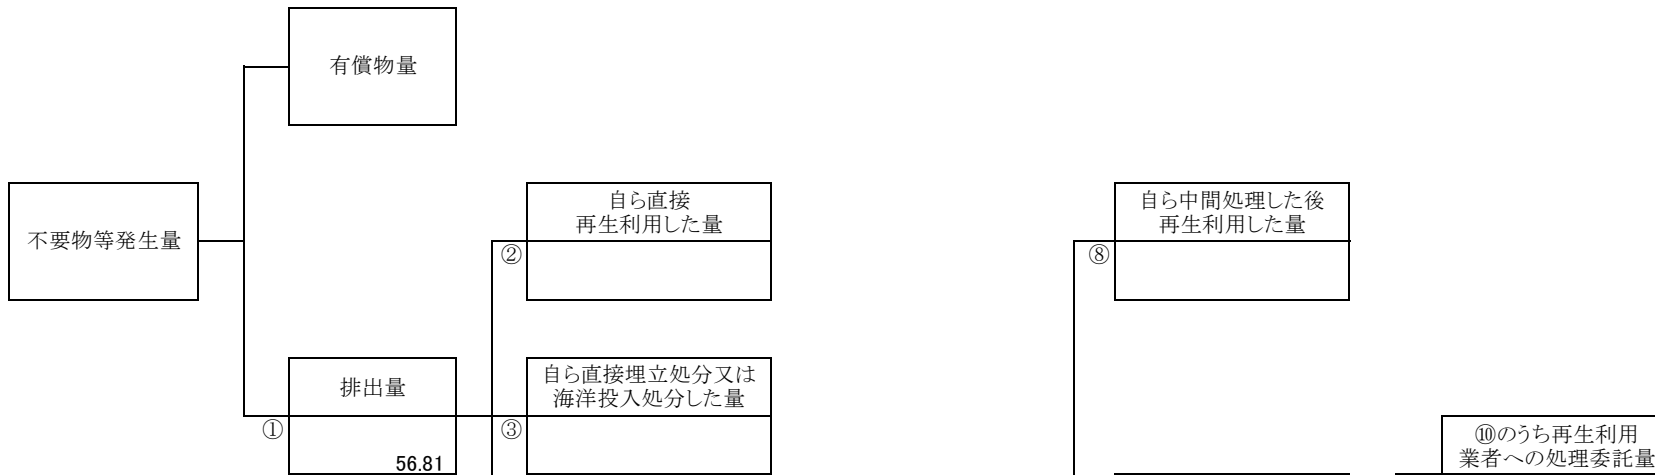 有償物量
不要物等発生量
自ら直接
再生利用した量
②
自ら中間処理した後
再生利用した量
⑧
排出量
①
56.81
自ら直接埋立処分又は
海洋投入処分した量
③
⑩のうち再生利用
業者への処理委託量